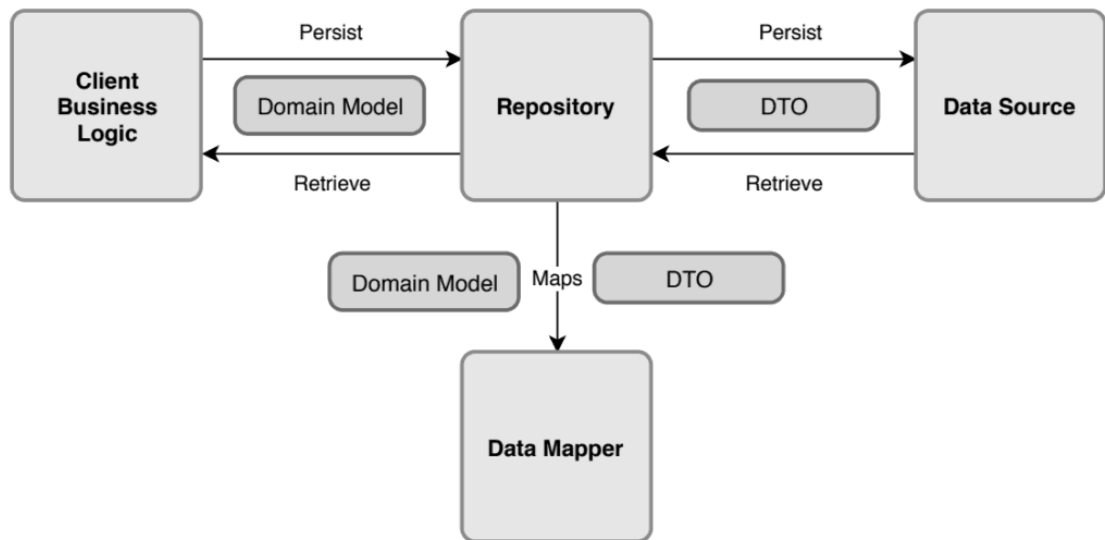 Persist
Persist
Client
Business
Logic
Domain Model
Repository
DTO
Data Source
Retrieve
Retrieve
Domain Model
Maps
DTO
Data Mapper